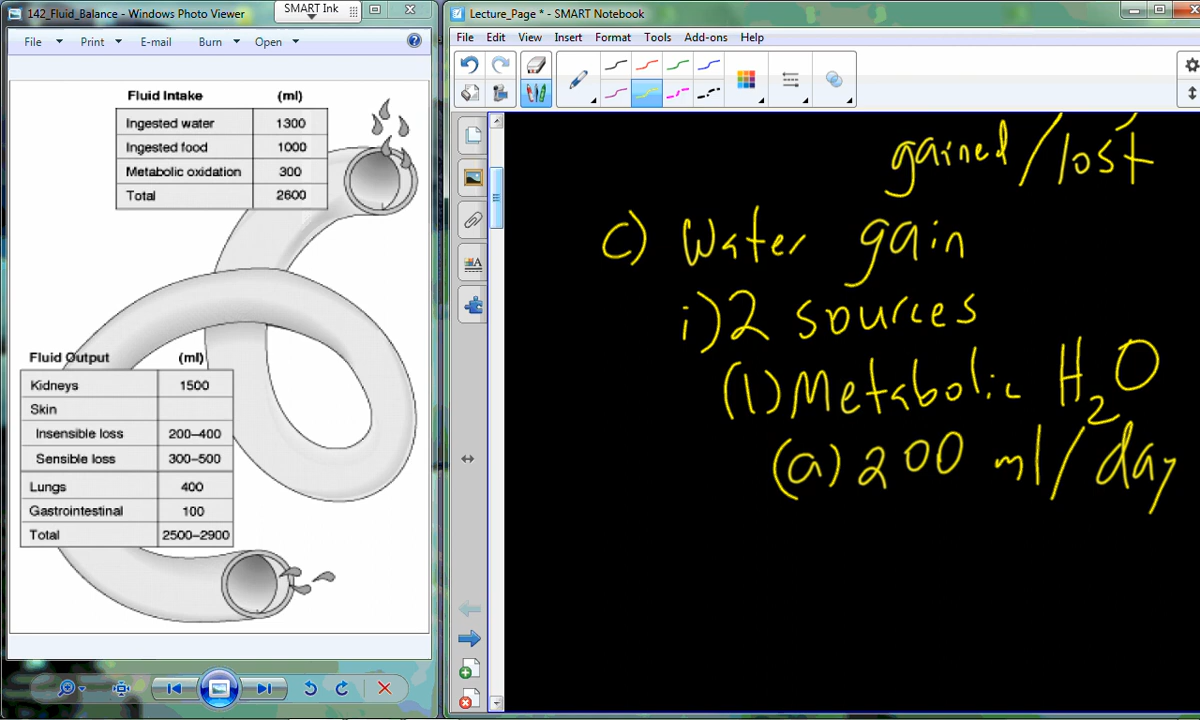 142_Fluid_Balance - Windows Photo Viewer
SMART Ink
File Print E-mail Burn Open
Fluid Intake (ml)
Ingested water 1300
Ingested food 1000
Metabolic oxidation 300
Total 2600
Fluid Output (ml)
Kidneys 1500
Skin
Insensible loss 200–400
Sensible loss 300–500
Lungs 400
Gastrointestinal 100
Total 2500–2900
Lecture_Page * - SMART Notebook
File Edit View Insert Format Tools Add-ons Help
gained/lost
c) Water gain
i) 2 sources
(1) Metabolic H₂O
(a) 200 ml/day